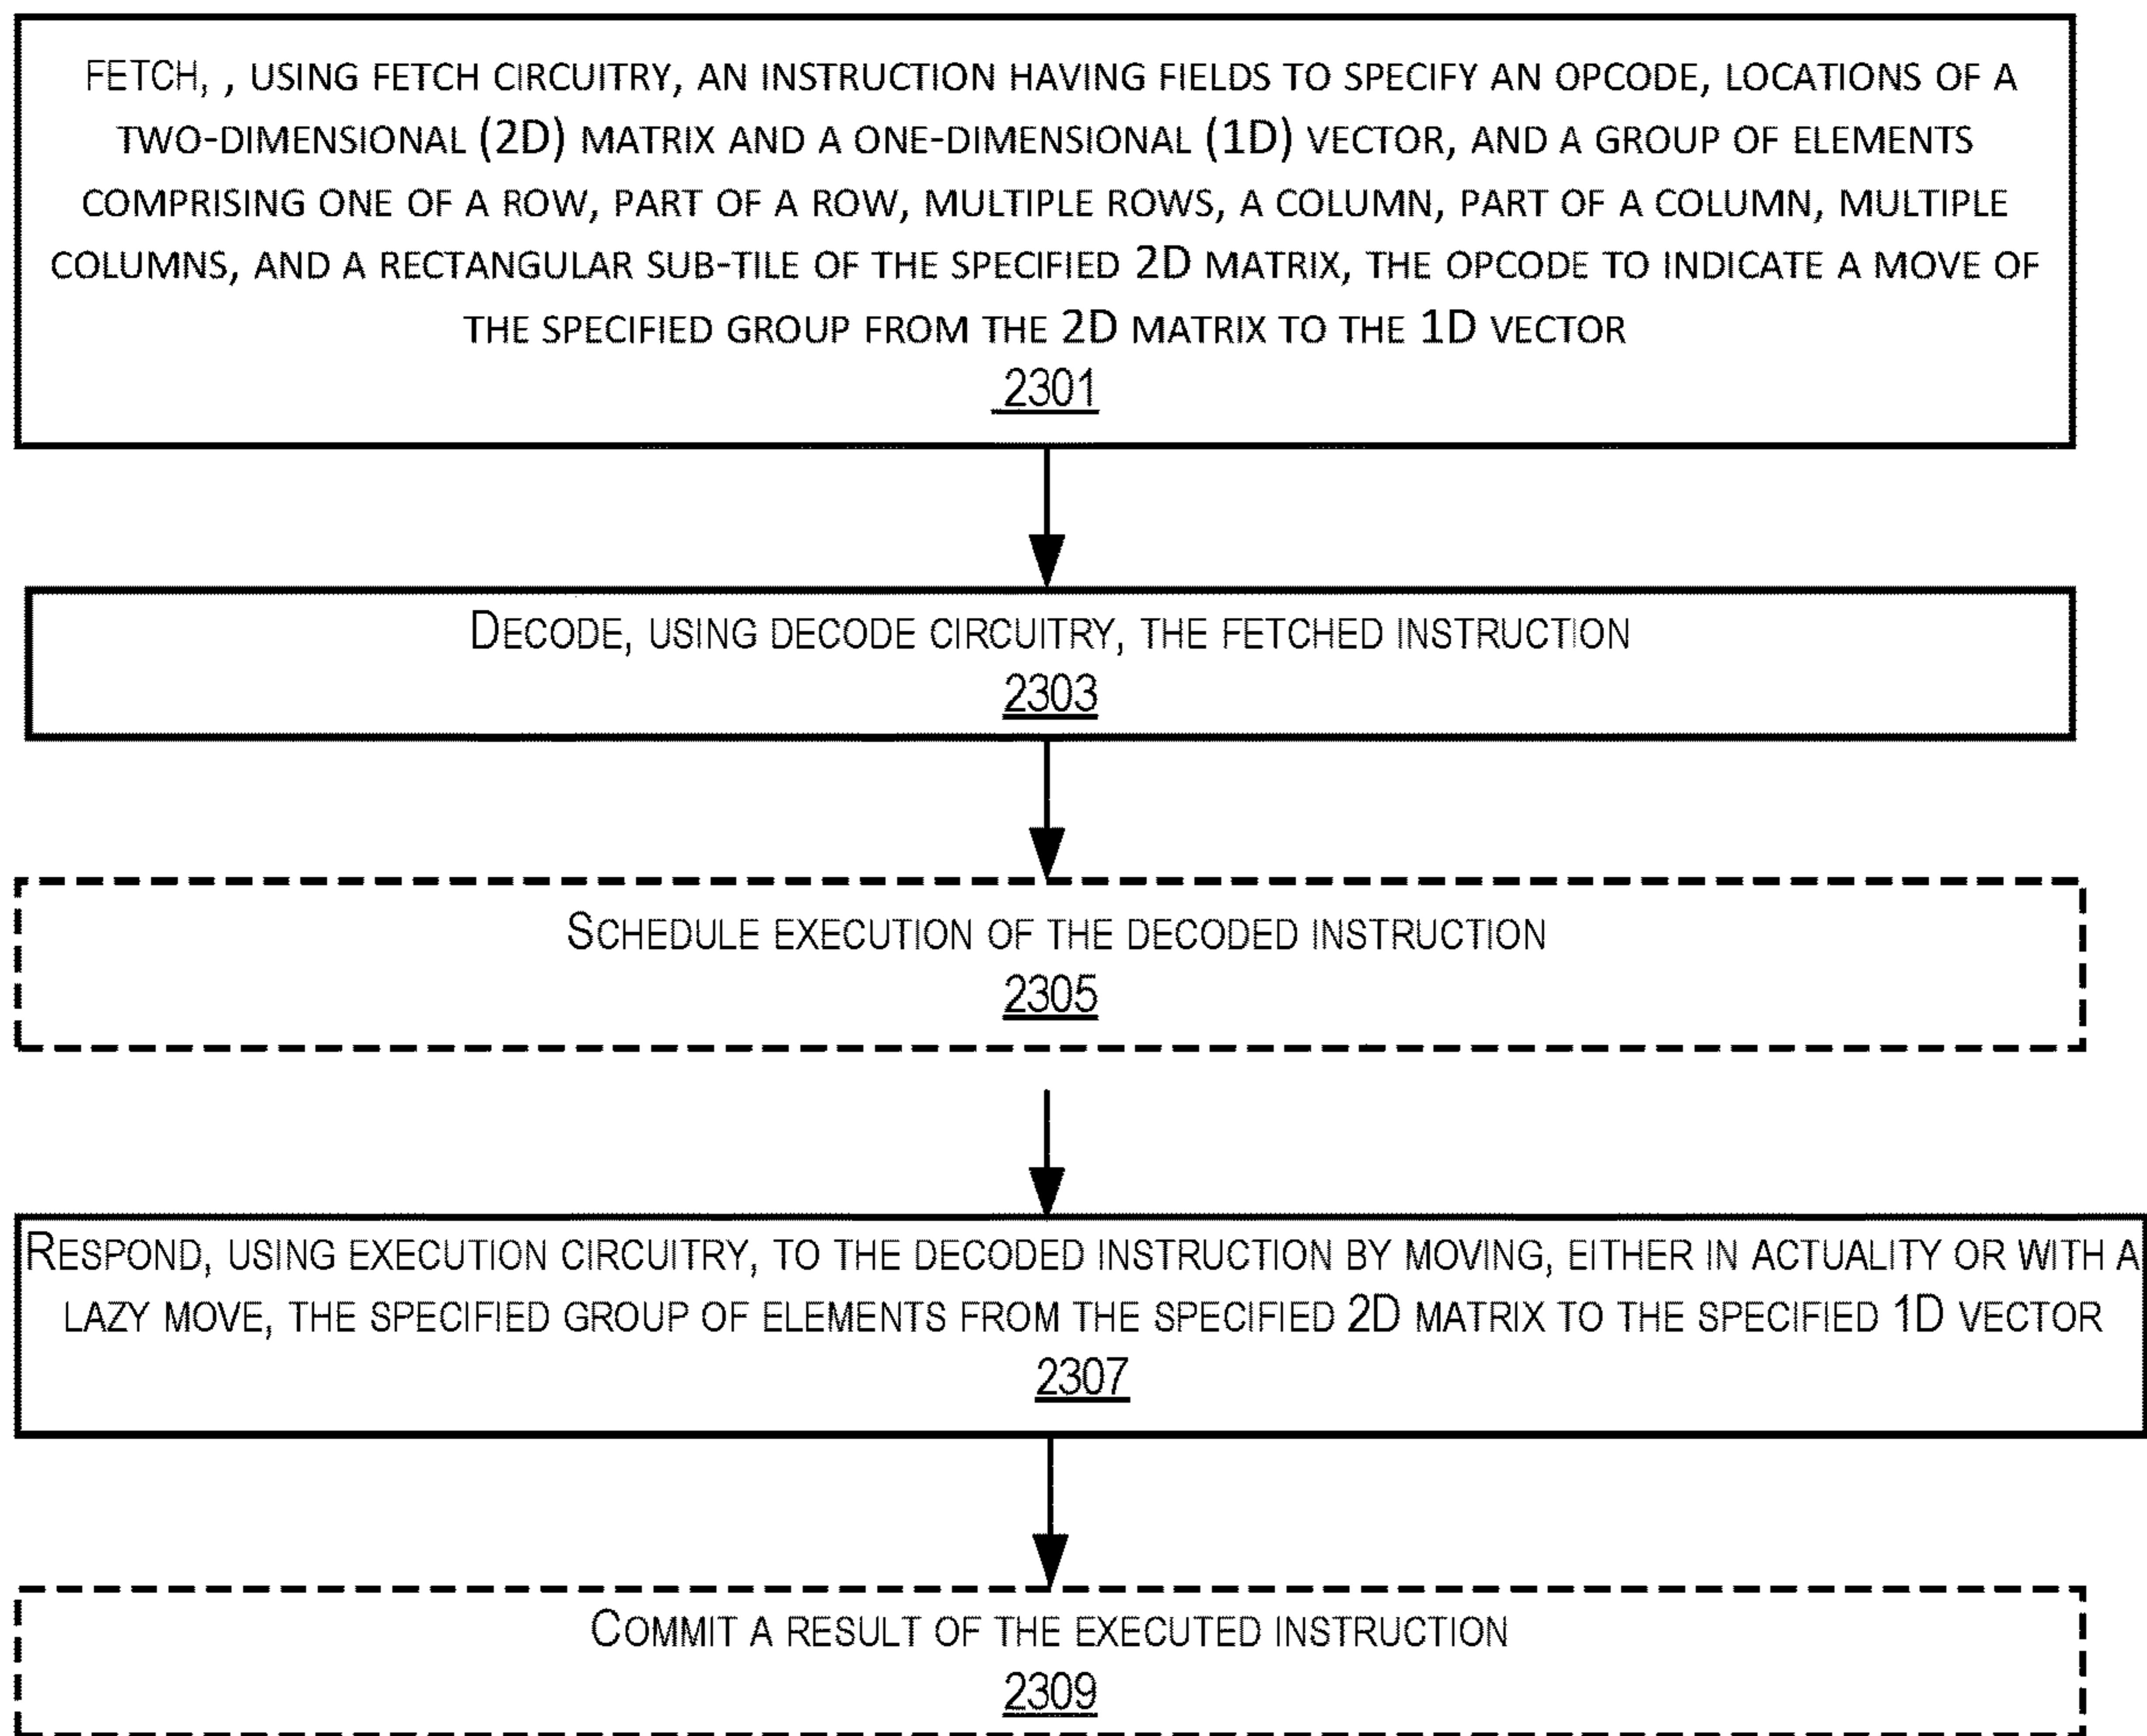 FETCH, , USING FETCH CIRCUITRY, AN INSTRUCTION HAVING FIELDS TO SPECIFY AN OPCODE, LOCATIONS OF A
TWO-DIMENSIONAL (2D) MATRIX AND A ONE-DIMENSIONAL (1D) VECTOR, AND A GROUP OF ELEMENTS
COMPRISING ONE OF A ROW, PART OF A ROW, MULTIPLE ROWS, A COLUMN, PART OF A COLUMN, MULTIPLE
COLUMNS, AND A RECTANGULAR SUB-TILE OF THE SPECIFIED 2D MATRIX, THE OPCODE TO INDICATE A MOVE OF
THE SPECIFIED GROUP FROM THE 2D MATRIX TO THE 1D VECTOR
2301
DECODE, USING DECODE CIRCUITRY, THE FETCHED INSTRUCTION
2303
SCHEDULE EXECUTION OF THE DECODED INSTRUCTION
2305
RESPOND, USING EXECUTION CIRCUITRY, TO THE DECODED INSTRUCTION BY MOVING, EITHER IN ACTUALITY OR WITH A
LAZY MOVE, THE SPECIFIED GROUP OF ELEMENTS FROM THE SPECIFIED 2D MATRIX TO THE SPECIFIED 1D VECTOR
2307
COMMIT A RESULT OF THE EXECUTED INSTRUCTION
2309